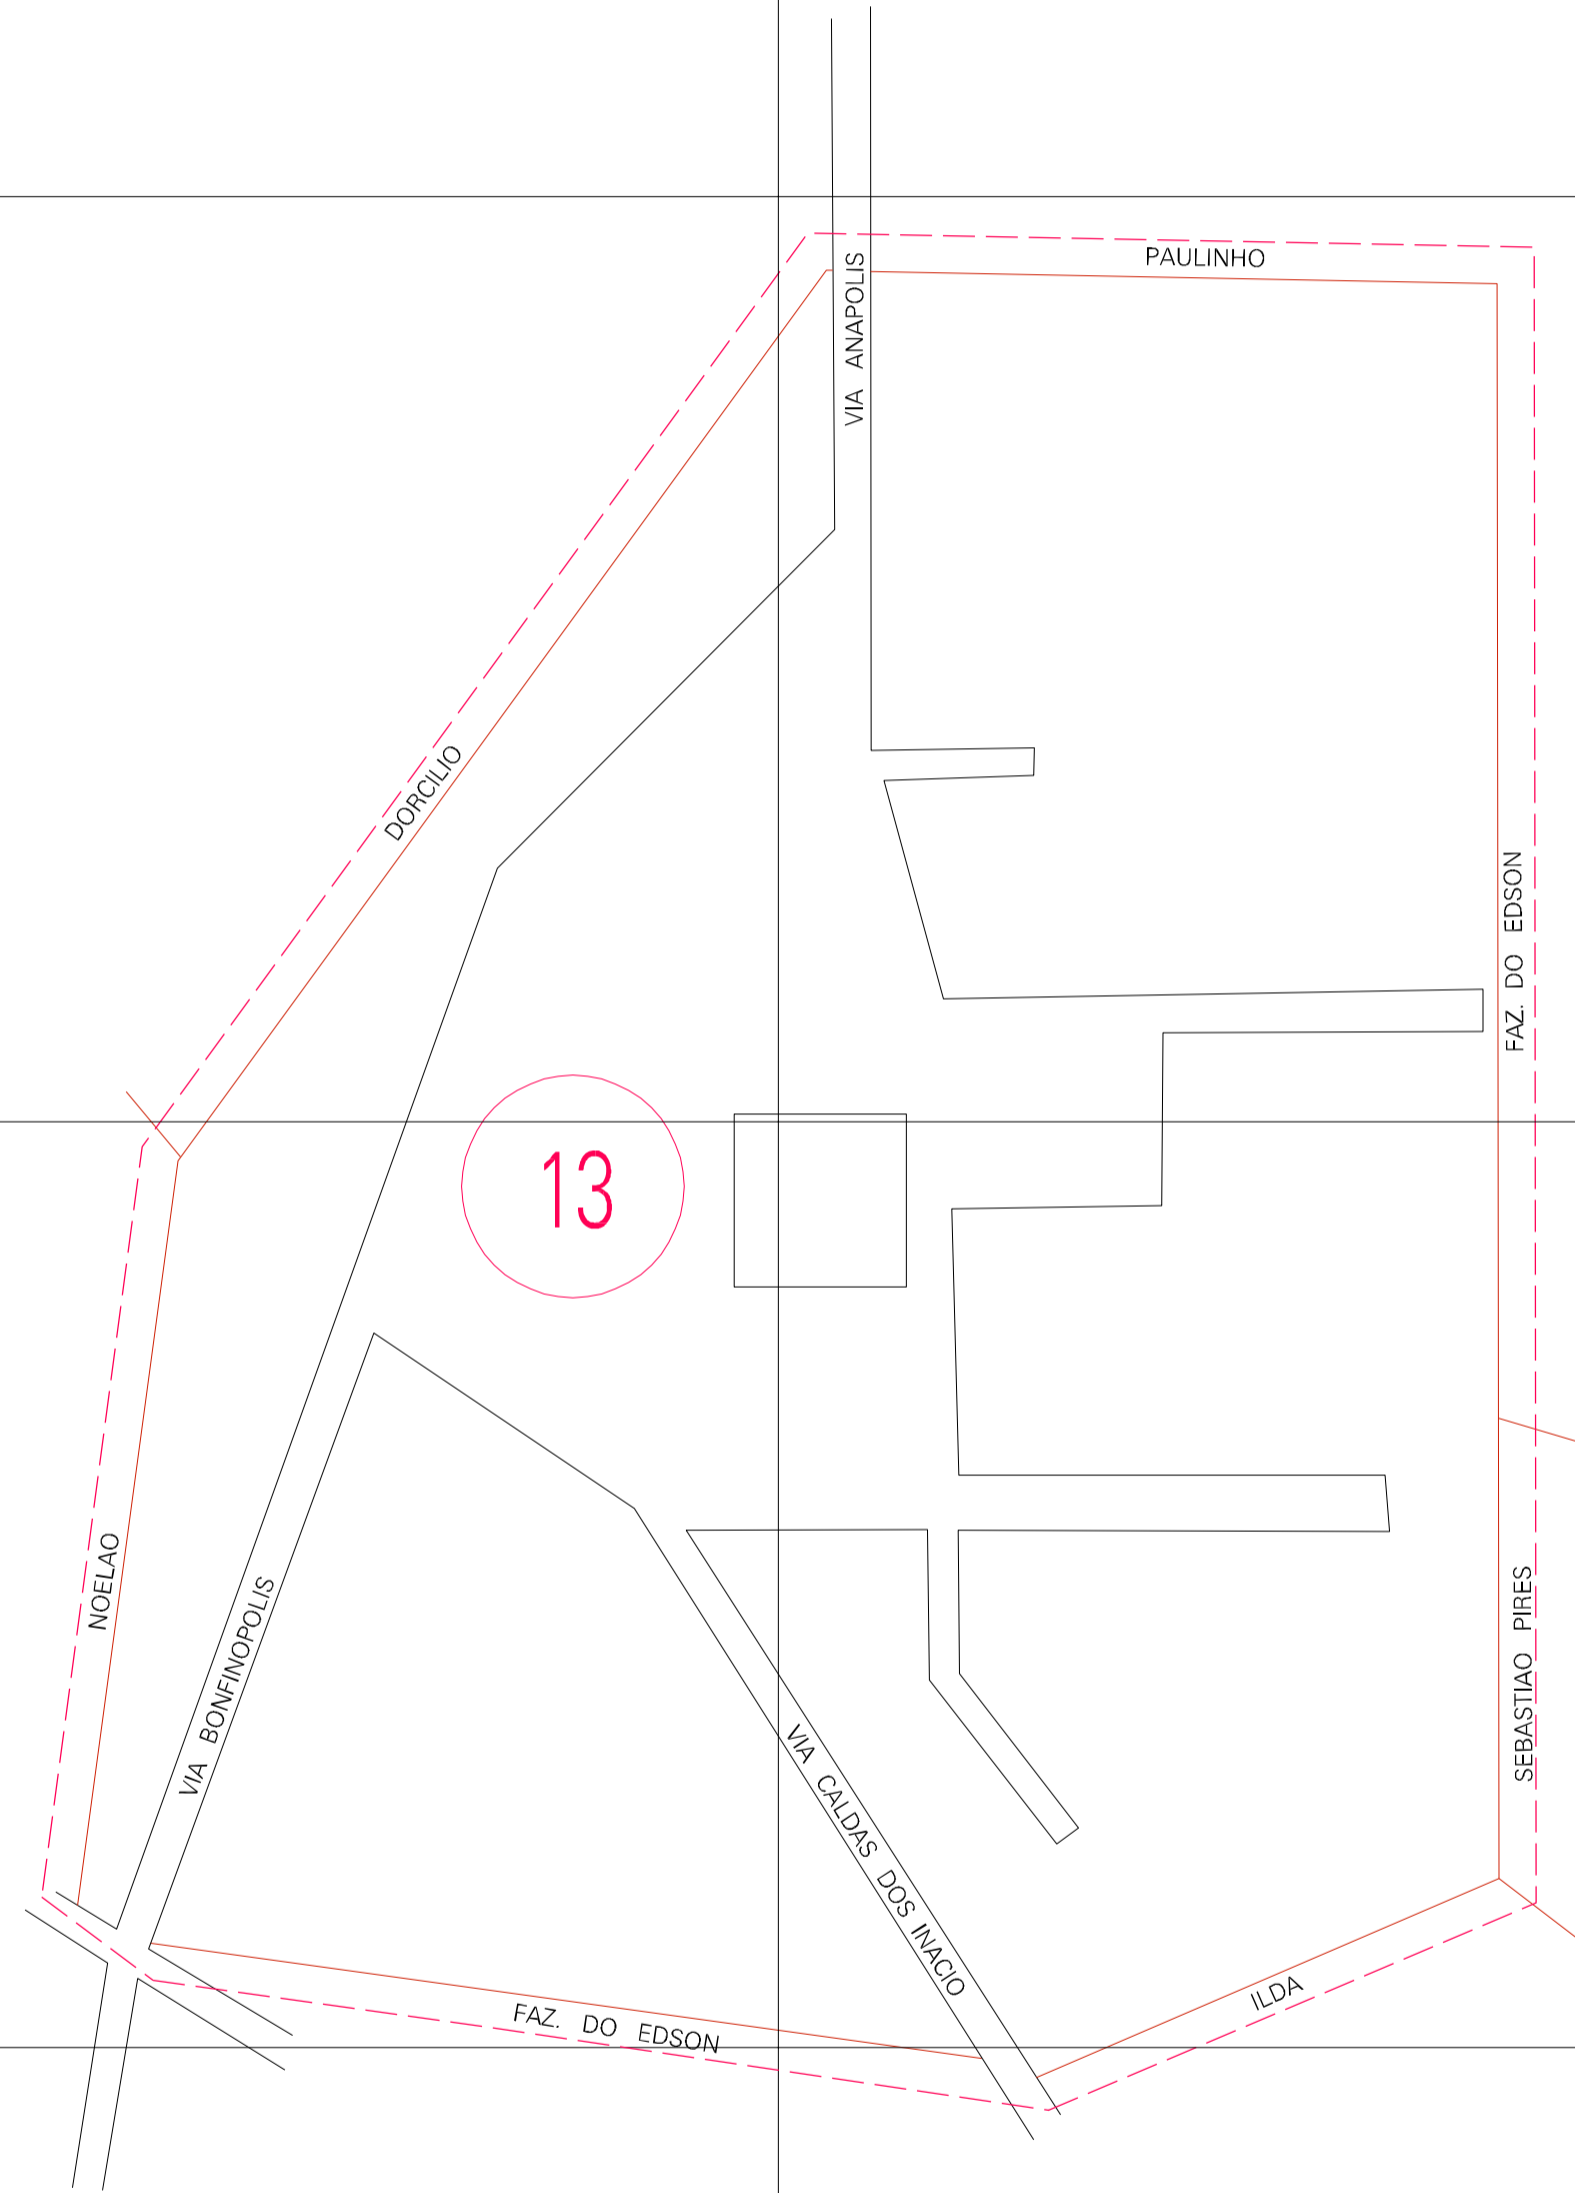 PAULINHO
VIA ANAPOLIS
DORCILIO
FAZ. DO EDSON
13
NOELAO
VIA BONFINOPOLIS
SEBASTIAO PIRES
VIA CALDAS DOS INACIO
ILDA
FAZ. DO EDSON